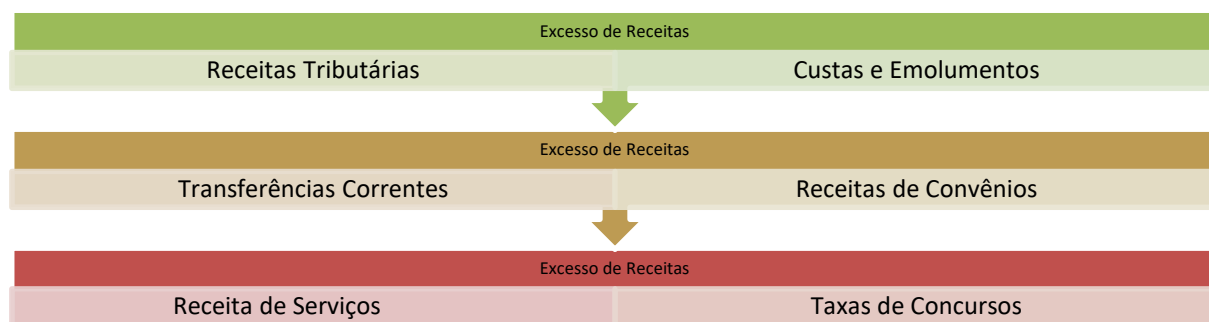 Excesso de Receitas
Receitas Tributárias
Custas e Emolumentos
Excesso de Receitas
Transferências Correntes
Receitas de Convênios
Excesso de Receitas
Receita de Serviços
Taxas de Concursos